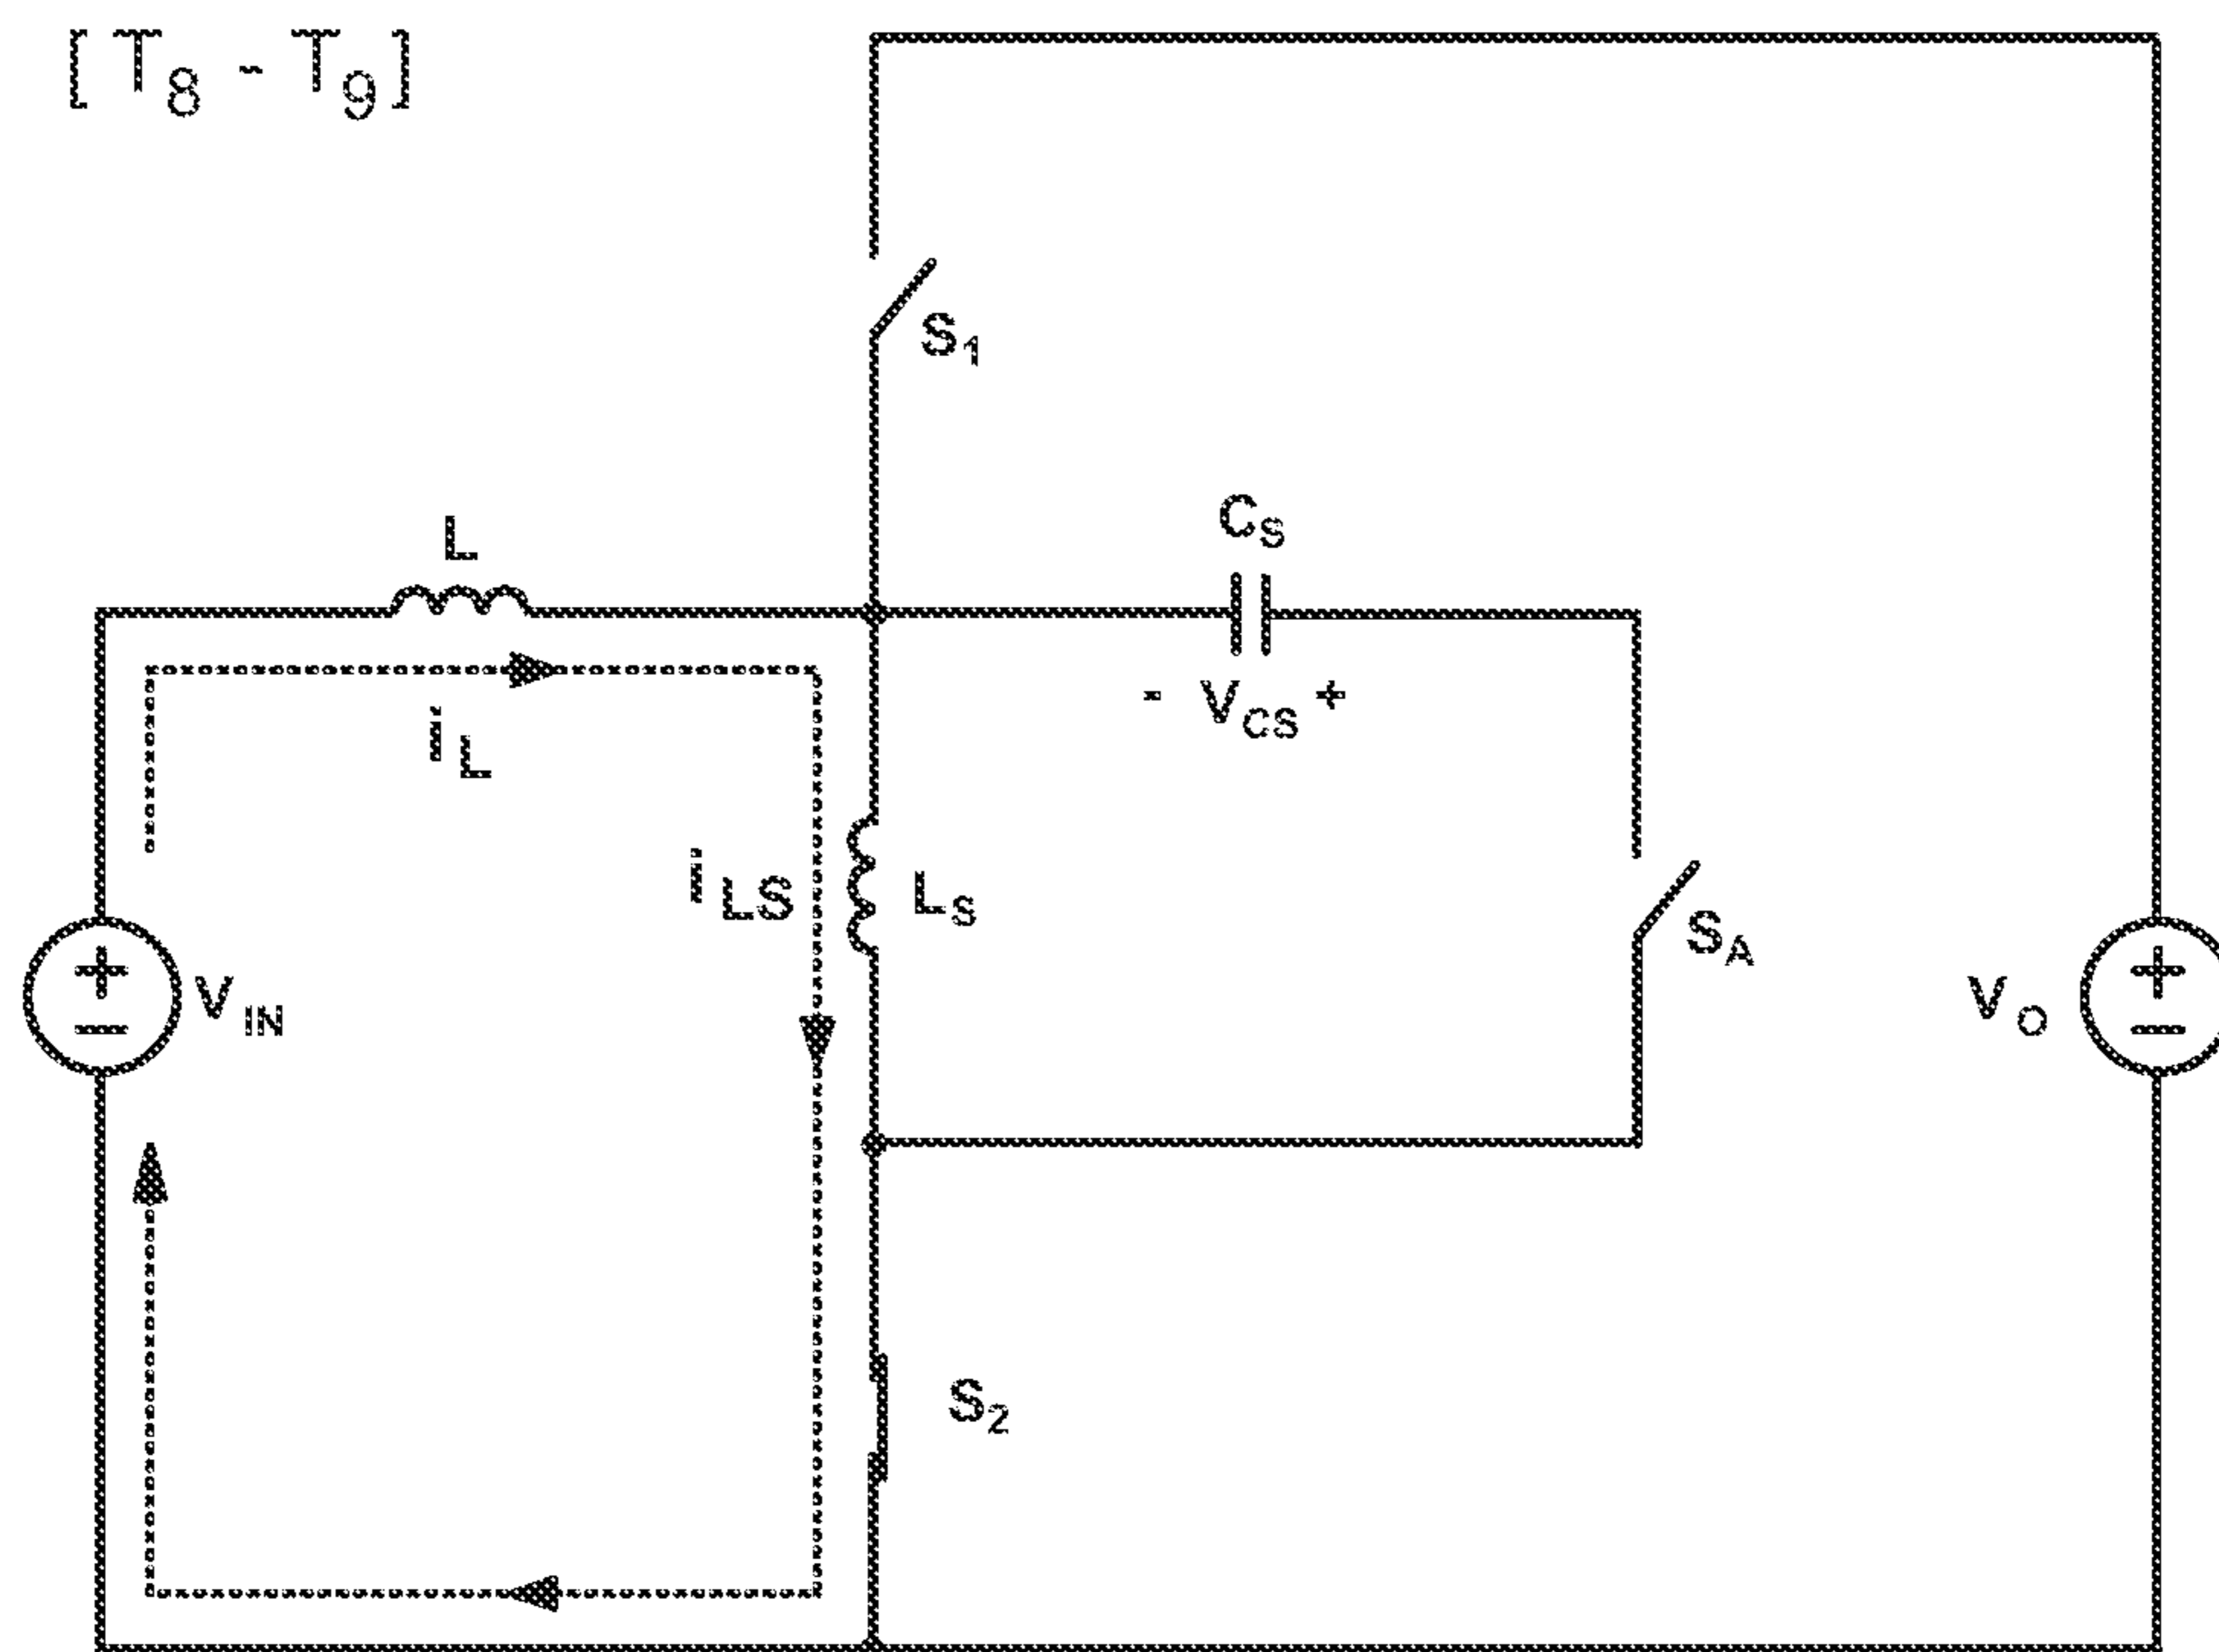 [ T8 - T9 ]
S1
L
CS
- VCS +
iL
iLS
LS
SA
+
−
VIN
VO
+
−
S2